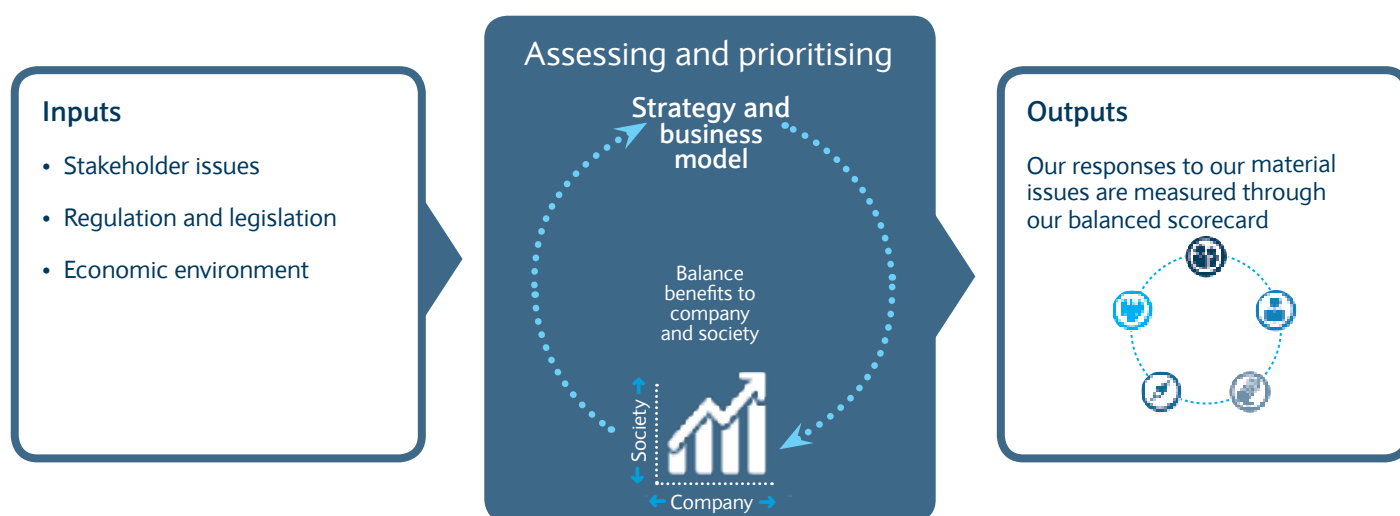 Inputs
• Stakeholder issues
• Regulation and legislation
• Economic environment
Assessing and prioritising
Strategy and
business
model
Balance
benefits to
company
and society
Society
Company
Outputs
Our responses to our material
issues are measured through
our balanced scorecard